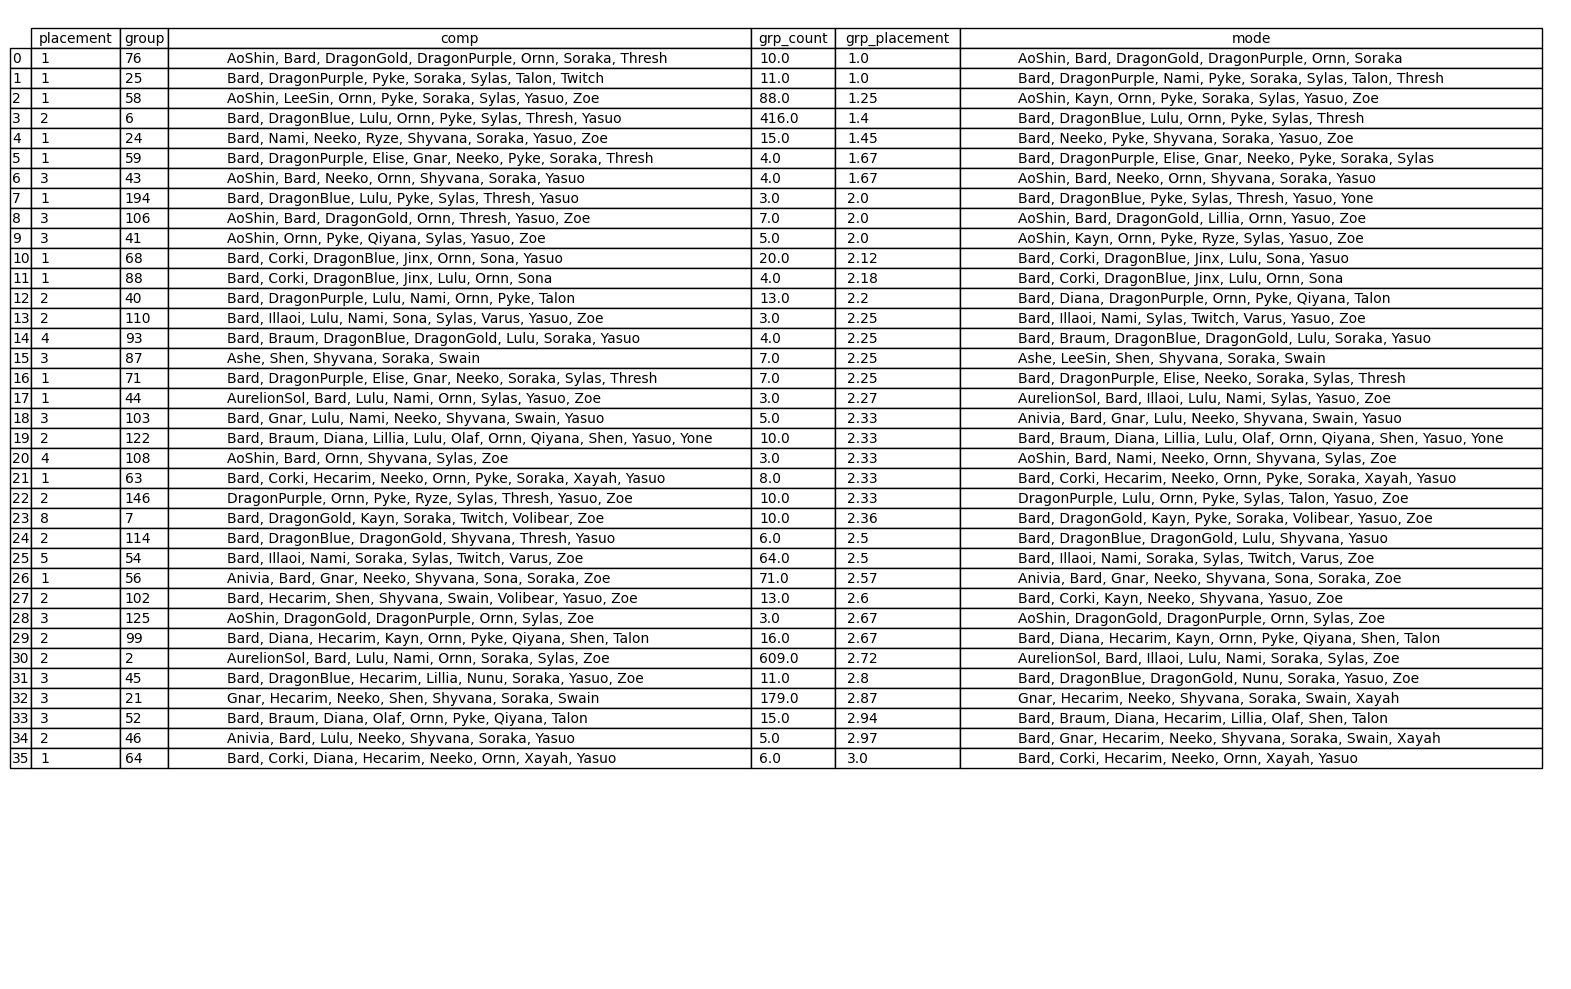 placement group comp grp_count grp_placement mode
0 1 76 AoShin, Bard, DragonGold, DragonPurple, Ornn, Soraka, Thresh 10.0 1.0 AoShin, Bard, DragonGold, DragonPurple, Ornn, Soraka
1 1 25 Bard, DragonPurple, Pyke, Soraka, Sylas, Talon, Twitch 11.0 1.0 Bard, DragonPurple, Nami, Pyke, Soraka, Sylas, Talon, Thresh
2 1 58 AoShin, LeeSin, Ornn, Pyke, Soraka, Sylas, Yasuo, Zoe 88.0 1.25 AoShin, Kayn, Ornn, Pyke, Soraka, Sylas, Yasuo, Zoe
3 2 6 Bard, DragonBlue, Lulu, Ornn, Pyke, Sylas, Thresh, Yasuo 416.0 1.4 Bard, DragonBlue, Lulu, Ornn, Pyke, Sylas, Thresh
4 1 24 Bard, Nami, Neeko, Ryze, Shyvana, Soraka, Yasuo, Zoe 15.0 1.45 Bard, Neeko, Pyke, Shyvana, Soraka, Yasuo, Zoe
5 1 59 Bard, DragonPurple, Elise, Gnar, Neeko, Pyke, Soraka, Thresh 4.0 1.67 Bard, DragonPurple, Elise, Gnar, Neeko, Pyke, Soraka, Sylas
6 3 43 AoShin, Bard, Neeko, Ornn, Shyvana, Soraka, Yasuo 4.0 1.67 AoShin, Bard, Neeko, Ornn, Shyvana, Soraka, Yasuo
7 1 194 Bard, DragonBlue, Lulu, Pyke, Sylas, Thresh, Yasuo 3.0 2.0 Bard, DragonBlue, Pyke, Sylas, Thresh, Yasuo, Yone
8 3 106 AoShin, Bard, DragonGold, Ornn, Thresh, Yasuo, Zoe 7.0 2.0 AoShin, Bard, DragonGold, Lillia, Ornn, Yasuo, Zoe
9 3 41 AoShin, Ornn, Pyke, Qiyana, Sylas, Yasuo, Zoe 5.0 2.0 AoShin, Kayn, Ornn, Pyke, Ryze, Sylas, Yasuo, Zoe
10 1 68 Bard, Corki, DragonBlue, Jinx, Ornn, Sona, Yasuo 20.0 2.12 Bard, Corki, DragonBlue, Jinx, Lulu, Sona, Yasuo
11 1 88 Bard, Corki, DragonBlue, Jinx, Lulu, Ornn, Sona 4.0 2.18 Bard, Corki, DragonBlue, Jinx, Lulu, Ornn, Sona
12 2 40 Bard, DragonPurple, Lulu, Nami, Ornn, Pyke, Talon 13.0 2.2 Bard, Diana, DragonPurple, Ornn, Pyke, Qiyana, Talon
13 2 110 Bard, Illaoi, Lulu, Nami, Sona, Sylas, Varus, Yasuo, Zoe 3.0 2.25 Bard, Illaoi, Nami, Sylas, Twitch, Varus, Yasuo, Zoe
14 4 93 Bard, Braum, DragonBlue, DragonGold, Lulu, Soraka, Yasuo 4.0 2.25 Bard, Braum, DragonBlue, DragonGold, Lulu, Soraka, Yasuo
15 3 87 Ashe, Shen, Shyvana, Soraka, Swain 7.0 2.25 Ashe, LeeSin, Shen, Shyvana, Soraka, Swain
16 1 71 Bard, DragonPurple, Elise, Gnar, Neeko, Soraka, Sylas, Thresh 7.0 2.25 Bard, DragonPurple, Elise, Neeko, Soraka, Sylas, Thresh
17 1 44 AurelionSol, Bard, Lulu, Nami, Ornn, Sylas, Yasuo, Zoe 3.0 2.27 AurelionSol, Bard, Illaoi, Lulu, Nami, Sylas, Yasuo, Zoe
18 3 103 Bard, Gnar, Lulu, Nami, Neeko, Shyvana, Swain, Yasuo 5.0 2.33 Anivia, Bard, Gnar, Lulu, Neeko, Shyvana, Swain, Yasuo
19 2 122 Bard, Braum, Diana, Lillia, Lulu, Olaf, Ornn, Qiyana, Shen, Yasuo, Yone 10.0 2.33 Bard, Braum, Diana, Lillia, Lulu, Olaf, Ornn, Qiyana, Shen, Yasuo, Yone
20 4 108 AoShin, Bard, Ornn, Shyvana, Sylas, Zoe 3.0 2.33 AoShin, Bard, Nami, Neeko, Ornn, Shyvana, Sylas, Zoe
21 1 63 Bard, Corki, Hecarim, Neeko, Ornn, Pyke, Soraka, Xayah, Yasuo 8.0 2.33 Bard, Corki, Hecarim, Neeko, Ornn, Pyke, Soraka, Xayah, Yasuo
22 2 146 DragonPurple, Ornn, Pyke, Ryze, Sylas, Thresh, Yasuo, Zoe 10.0 2.33 DragonPurple, Lulu, Ornn, Pyke, Sylas, Talon, Yasuo, Zoe
23 8 7 Bard, DragonGold, Kayn, Soraka, Twitch, Volibear, Zoe 10.0 2.36 Bard, DragonGold, Kayn, Pyke, Soraka, Volibear, Yasuo, Zoe
24 2 114 Bard, DragonBlue, DragonGold, Shyvana, Thresh, Yasuo 6.0 2.5 Bard, DragonBlue, DragonGold, Lulu, Shyvana, Yasuo
25 5 54 Bard, Illaoi, Nami, Soraka, Sylas, Twitch, Varus, Zoe 64.0 2.5 Bard, Illaoi, Nami, Soraka, Sylas, Twitch, Varus, Zoe
26 1 56 Anivia, Bard, Gnar, Neeko, Shyvana, Sona, Soraka, Zoe 71.0 2.57 Anivia, Bard, Gnar, Neeko, Shyvana, Sona, Soraka, Zoe
27 2 102 Bard, Hecarim, Shen, Shyvana, Swain, Volibear, Yasuo, Zoe 13.0 2.6 Bard, Corki, Kayn, Neeko, Shyvana, Yasuo, Zoe
28 3 125 AoShin, DragonGold, DragonPurple, Ornn, Sylas, Zoe 3.0 2.67 AoShin, DragonGold, DragonPurple, Ornn, Sylas, Zoe
29 2 99 Bard, Diana, Hecarim, Kayn, Ornn, Pyke, Qiyana, Shen, Talon 16.0 2.67 Bard, Diana, Hecarim, Kayn, Ornn, Pyke, Qiyana, Shen, Talon
30 2 2 AurelionSol, Bard, Lulu, Nami, Ornn, Soraka, Sylas, Zoe 609.0 2.72 AurelionSol, Bard, Illaoi, Lulu, Nami, Soraka, Sylas, Zoe
31 3 45 Bard, DragonBlue, Hecarim, Lillia, Nunu, Soraka, Yasuo, Zoe 11.0 2.8 Bard, DragonBlue, DragonGold, Nunu, Soraka, Yasuo, Zoe
32 3 21 Gnar, Hecarim, Neeko, Shen, Shyvana, Soraka, Swain 179.0 2.87 Gnar, Hecarim, Neeko, Shyvana, Soraka, Swain, Xayah
33 3 52 Bard, Braum, Diana, Olaf, Ornn, Pyke, Qiyana, Talon 15.0 2.94 Bard, Braum, Diana, Hecarim, Lillia, Olaf, Shen, Talon
34 2 46 Anivia, Bard, Lulu, Neeko, Shyvana, Soraka, Yasuo 5.0 2.97 Bard, Gnar, Hecarim, Neeko, Shyvana, Soraka, Swain, Xayah
35 1 64 Bard, Corki, Diana, Hecarim, Neeko, Ornn, Xayah, Yasuo 6.0 3.0 Bard, Corki, Hecarim, Neeko, Ornn, Xayah, Yasuo